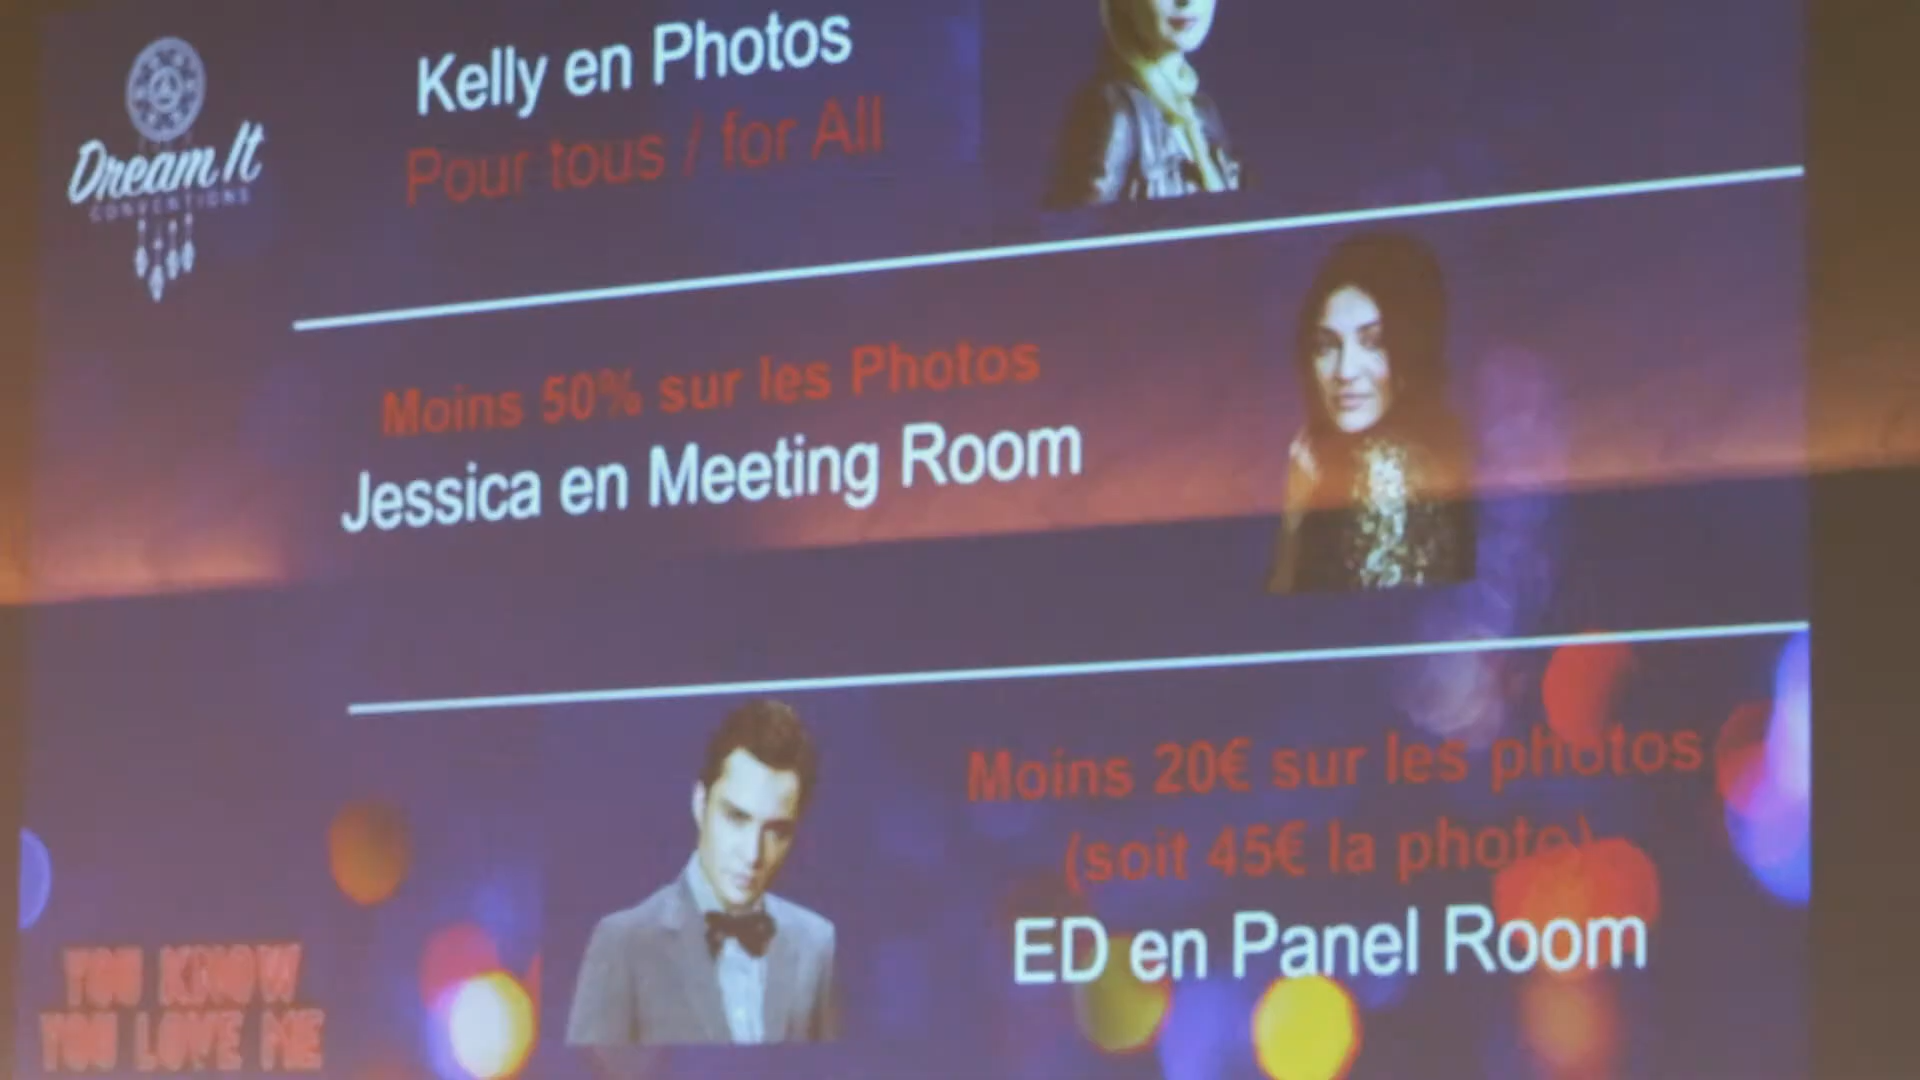 Dream It
CONVENTIONS
Kelly en Photos
Pour tous / for All
Moins 50% sur les Photos
Jessica en Meeting Room
Moins 20€ sur les photos
(soit 45€ la photo)
ED en Panel Room
YOU KNOW
YOU LOVE ME